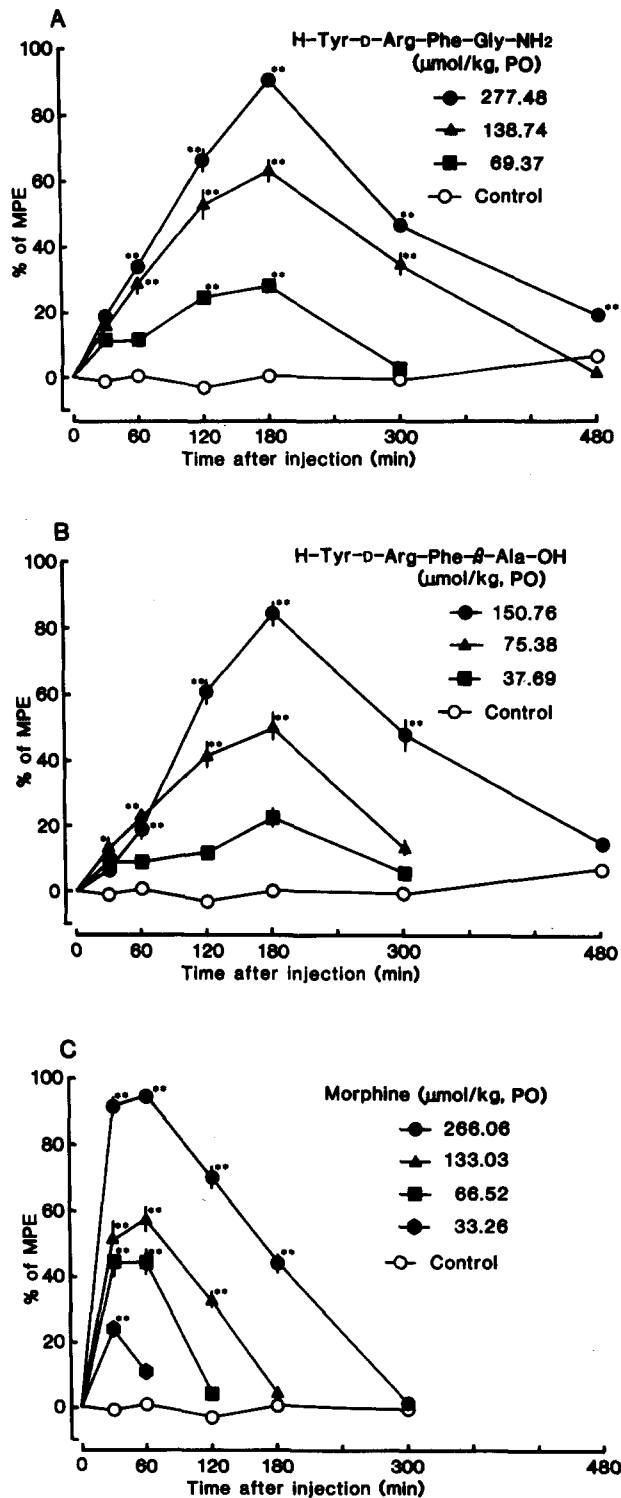 A
H-Tyr-D-Arg-Phe-Gly-NH2
(µmol/kg, PO)
277.48
138.74
69.37
Control
% of MPE
100
80
60
40
20
0
**
**
**
**
**
**
**
**
**
**
**
0 60 120 180 300 480
Time after injection (min)
B
H-Tyr-D-Arg-Phe-β-Ala-OH
(µmol/kg, PO)
150.76
75.38
37.69
Control
% of MPE
100
80
60
40
20
0
**
**
**
**
**
**
**
*
0 60 120 180 300 480
Time after injection (min)
C
Morphine (µmol/kg, PO)
266.06
133.03
66.52
33.26
Control
% of MPE
100
80
60
40
20
0
** **
**
**
** **
**
** **
**
0 60 120 180 300 480
Time after injection (min)